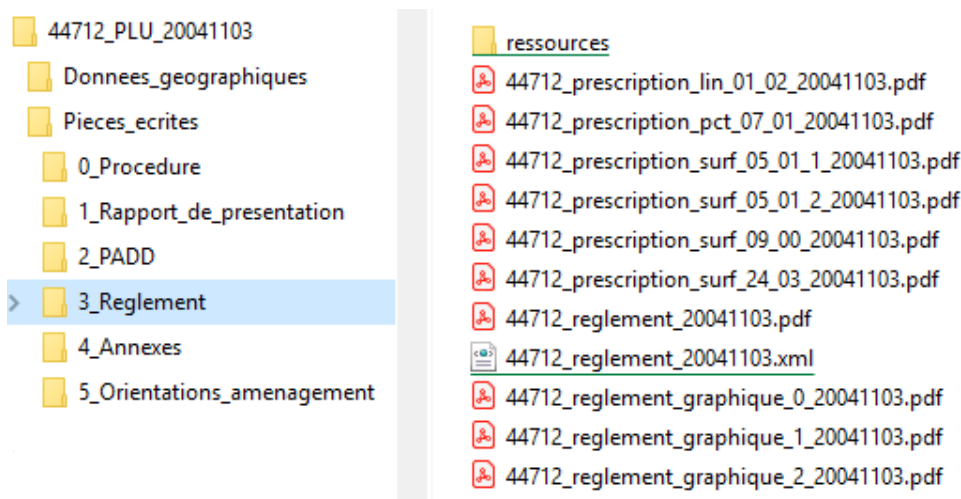 44712_PLU_20041103
Donnees_geographiques
Pieces_ecrites
0_Procedure
1_Rapport_de_presentation
2_PADD
3_Reglement
4_Annexes
5_Orientations_amenagement
ressources
44712_prescription_lin_01_02_20041103.pdf
44712_prescription_pct_07_01_20041103.pdf
44712_prescription_surf_05_01_1_20041103.pdf
44712_prescription_surf_05_01_2_20041103.pdf
44712_prescription_surf_09_00_20041103.pdf
44712_prescription_surf_24_03_20041103.pdf
44712_reglement_20041103.pdf
44712_reglement_20041103.xml
44712_reglement_graphique_0_20041103.pdf
44712_reglement_graphique_1_20041103.pdf
44712_reglement_graphique_2_20041103.pdf